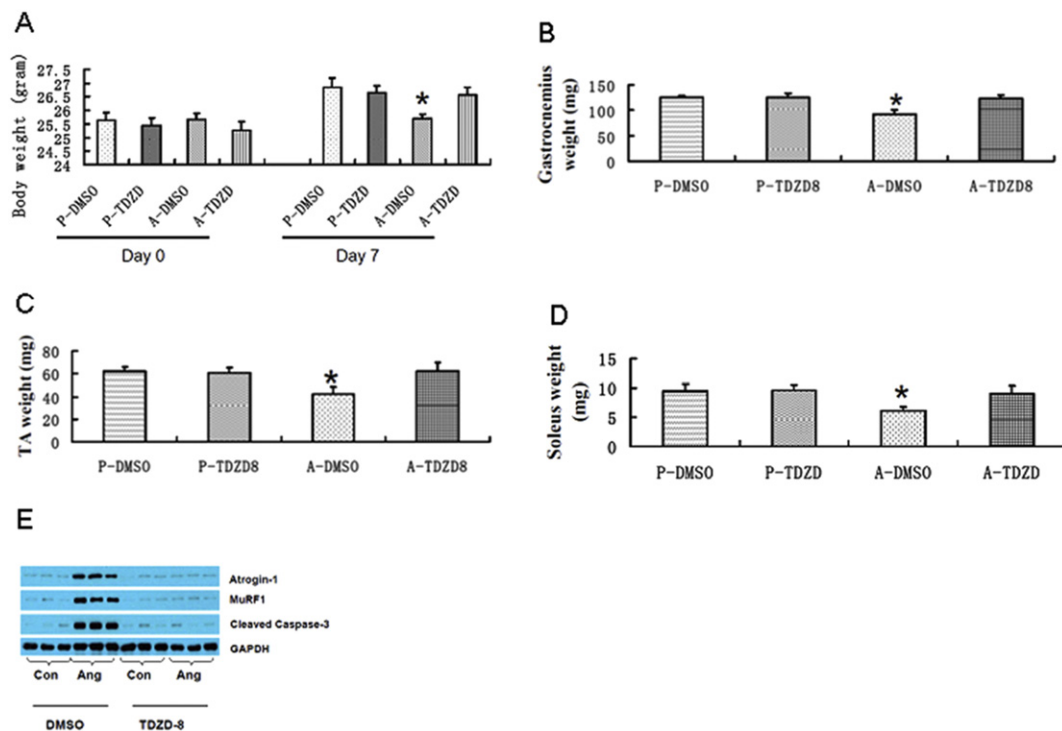 A
Body weight (gram)
27.5
26.5
25.5
25
24.5
24
*
P-DMSO
P-TDZD
A-DMSO
A-TDZD
P-DMSO
P-TDZD
A-DMSO
A-TDZD
Day 0
Day 7
B
Gastrocnemius
weight (mg)
150
100
50
0
*
P-DMSO
P-TDZD8
A-DMSO
A-TDZD8
C
TA weight (mg)
80
60
40
20
0
*
P-DMSO
P-TDZD8
A-DMSO
A-TDZD8
D
Soleus weight
(mg)
15
10
5
0
*
P-DMSO
P-TDZD
A-DMSO
A-TDZD
E
Atrogin-1
MuRF1
Cleaved Caspase-3
GAPDH
Con
Ang
Con
Ang
DMSO
TDZD-8